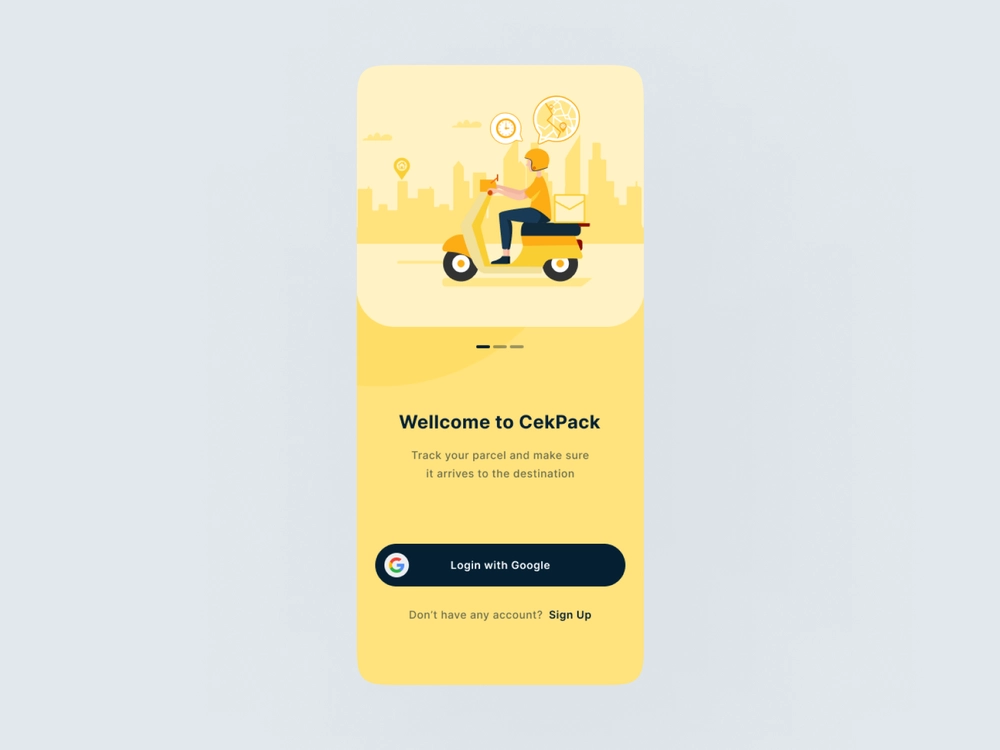 Wellcome to CekPack
Track your parcel and make sure
it arrives to the destination
Login with Google
Don't have any account? Sign Up